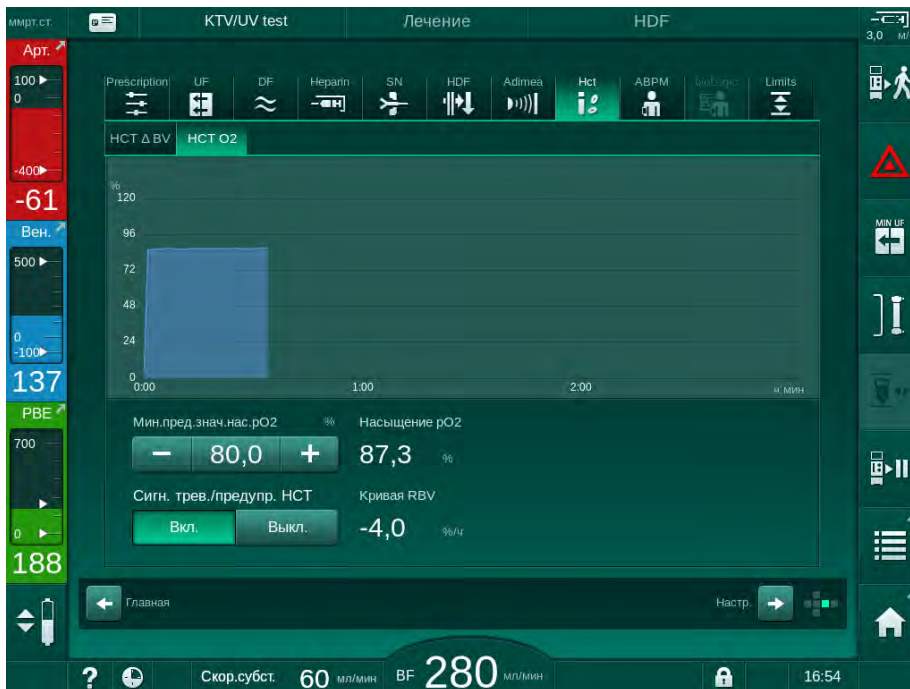 ммрт.ст.
KTV/UV test
Лечение
HDF
3,0
Арт.
100
0
-400
-61
Вен.
500
0
-100
137
PBE
700
0
188
Prescription
UF
DF
Heparin
SN
HDF
Adimea
Hct
ABPM
bioLogic
Limits
HCT Δ BV
HCT O2
%
120
96
72
48
24
0
0:00
1:00
2:00
ч:мин
Мин.пред.знач.нас.pO2 %
Насыщение pO2
80,0
87,3 %
Сигн. трев./предупр. HCT
Кривая RBV
Вкл.
Выкл.
-4,0 %/ч
Главная
Настр.
MIN UF
?
Скор.субст. 60 мл/мин
BF 280 мл/мин
16:54